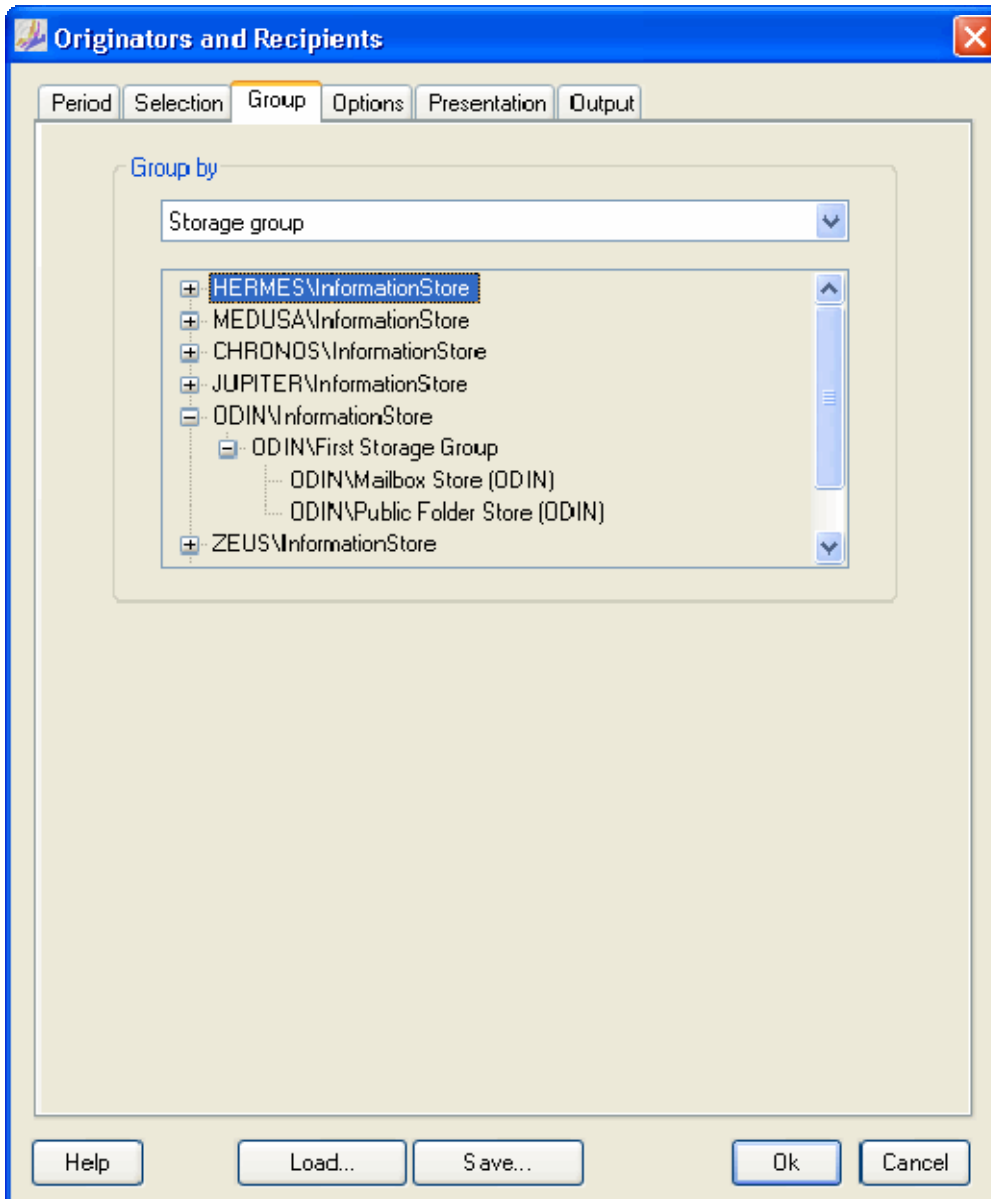 Originators and Recipients
Period Selection Group Options Presentation Output
Group by
Storage group
HERMES\InformationStore
MEDUSA\InformationStore
CHRONOS\InformationStore
JUPITER\InformationStore
ODIN\InformationStore
ODIN\First Storage Group
ODIN\Mailbox Store (ODIN)
ODIN\Public Folder Store (ODIN)
ZEUS\InformationStore
Help Load... Save... Ok Cancel